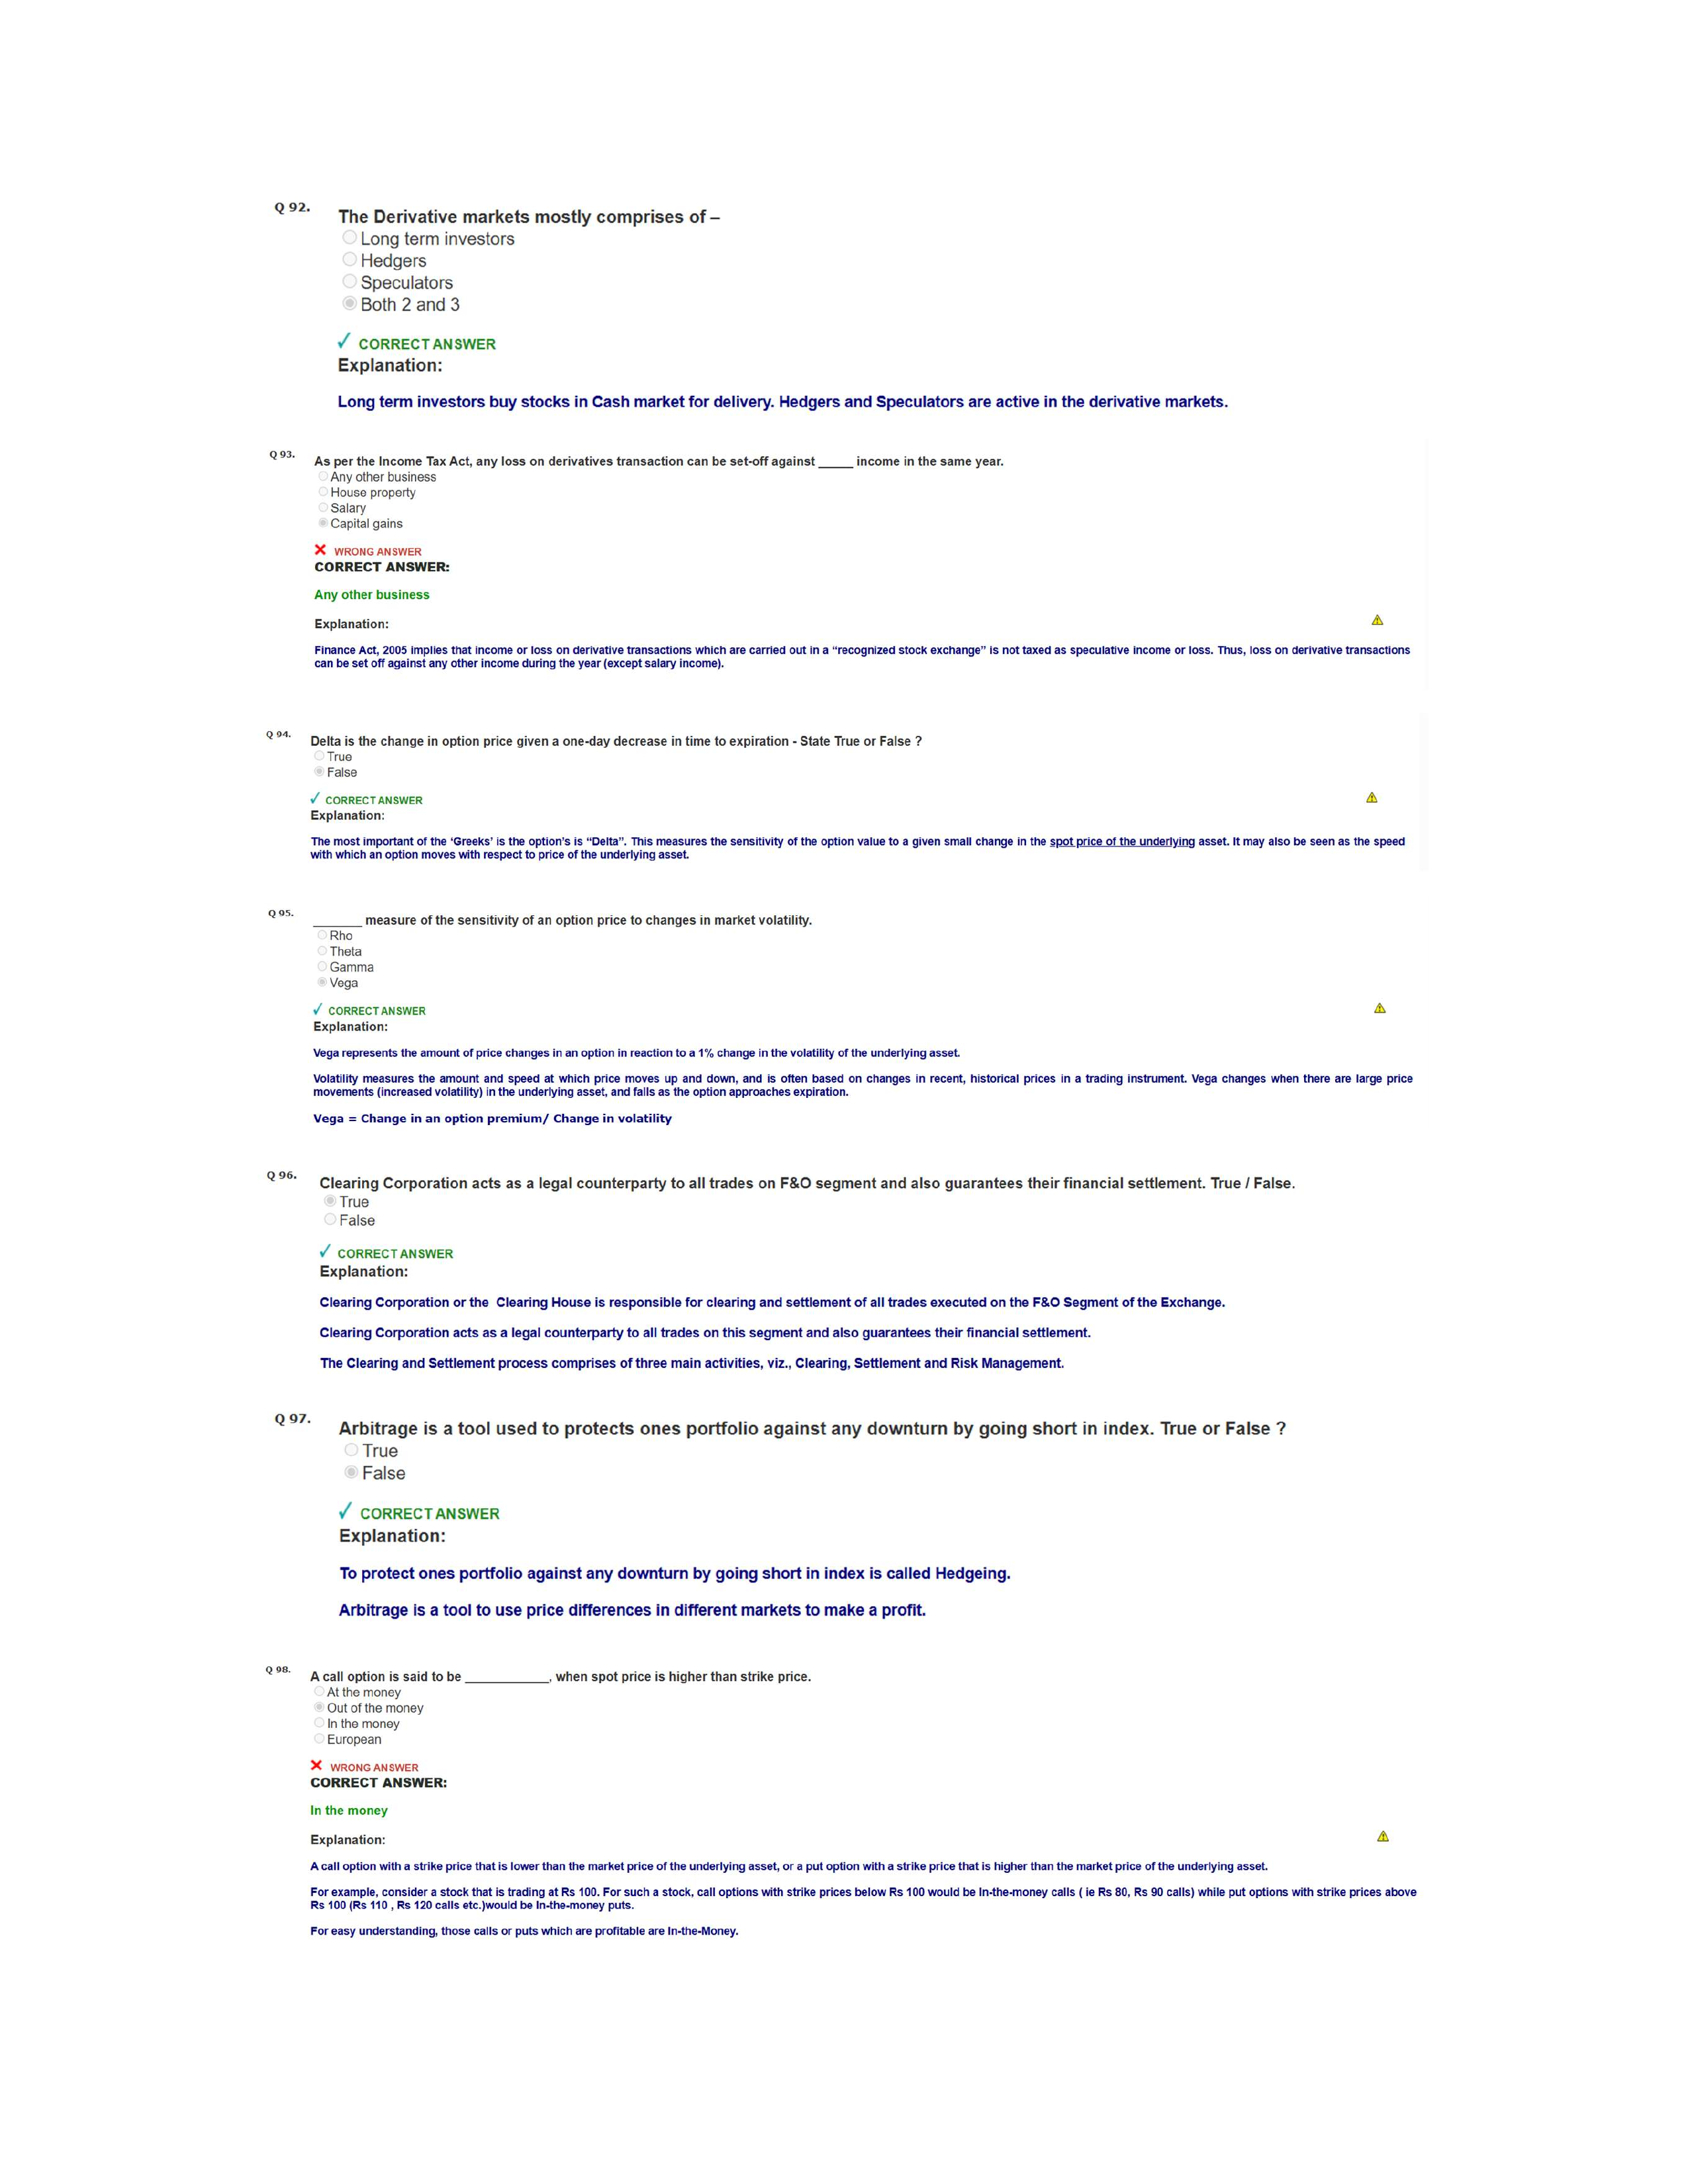 Q 92.
The Derivative markets mostly comprises of –
Long term investors
Hedgers
Speculators
Both 2 and 3
✓ CORRECT ANSWER
Explanation:
Long term investors buy stocks in Cash market for delivery. Hedgers and Speculators are active in the derivative markets.
Q 93.
As per the Income Tax Act, any loss on derivatives transaction can be set-off against _____ income in the same year.
Any other business
House property
Salary
Capital gains
✕ WRONG ANSWER
CORRECT ANSWER:
Any other business
Explanation:
Finance Act, 2005 implies that income or loss on derivative transactions which are carried out in a “recognized stock exchange” is not taxed as speculative income or loss. Thus, loss on derivative transactions
can be set off against any other income during the year (except salary income).
Q 94.
Delta is the change in option price given a one-day decrease in time to expiration - State True or False ?
True
False
✓ CORRECT ANSWER
Explanation:
The most important of the ‘Greeks’ is the option’s is “Delta”. This measures the sensitivity of the option value to a given small change in the spot price of the underlying asset. It may also be seen as the speed
with which an option moves with respect to price of the underlying asset.
Q 95.
_______ measure of the sensitivity of an option price to changes in market volatility.
Rho
Theta
Gamma
Vega
✓ CORRECT ANSWER
Explanation:
Vega represents the amount of price changes in an option in reaction to a 1% change in the volatility of the underlying asset.
Volatility measures the amount and speed at which price moves up and down, and is often based on changes in recent, historical prices in a trading instrument. Vega changes when there are large price
movements (increased volatility) in the underlying asset, and falls as the option approaches expiration.
Vega = Change in an option premium/ Change in volatility
Q 96.
Clearing Corporation acts as a legal counterparty to all trades on F&O segment and also guarantees their financial settlement. True / False.
True
False
✓ CORRECT ANSWER
Explanation:
Clearing Corporation or the Clearing House is responsible for clearing and settlement of all trades executed on the F&O Segment of the Exchange.
Clearing Corporation acts as a legal counterparty to all trades on this segment and also guarantees their financial settlement.
The Clearing and Settlement process comprises of three main activities, viz., Clearing, Settlement and Risk Management.
Q 97.
Arbitrage is a tool used to protects ones portfolio against any downturn by going short in index. True or False ?
True
False
✓ CORRECT ANSWER
Explanation:
To protect ones portfolio against any downturn by going short in index is called Hedgeing.
Arbitrage is a tool to use price differences in different markets to make a profit.
Q 98.
A call option is said to be ____________, when spot price is higher than strike price.
At the money
Out of the money
In the money
European
✕ WRONG ANSWER
CORRECT ANSWER:
In the money
Explanation:
A call option with a strike price that is lower than the market price of the underlying asset, or a put option with a strike price that is higher than the market price of the underlying asset.
For example, consider a stock that is trading at Rs 100. For such a stock, call options with strike prices below Rs 100 would be In-the-money calls ( ie Rs 80, Rs 90 calls) while put options with strike prices above
Rs 100 (Rs 110 , Rs 120 calls etc.)would be In-the-money puts.
For easy understanding, those calls or puts which are profitable are In-the-Money.